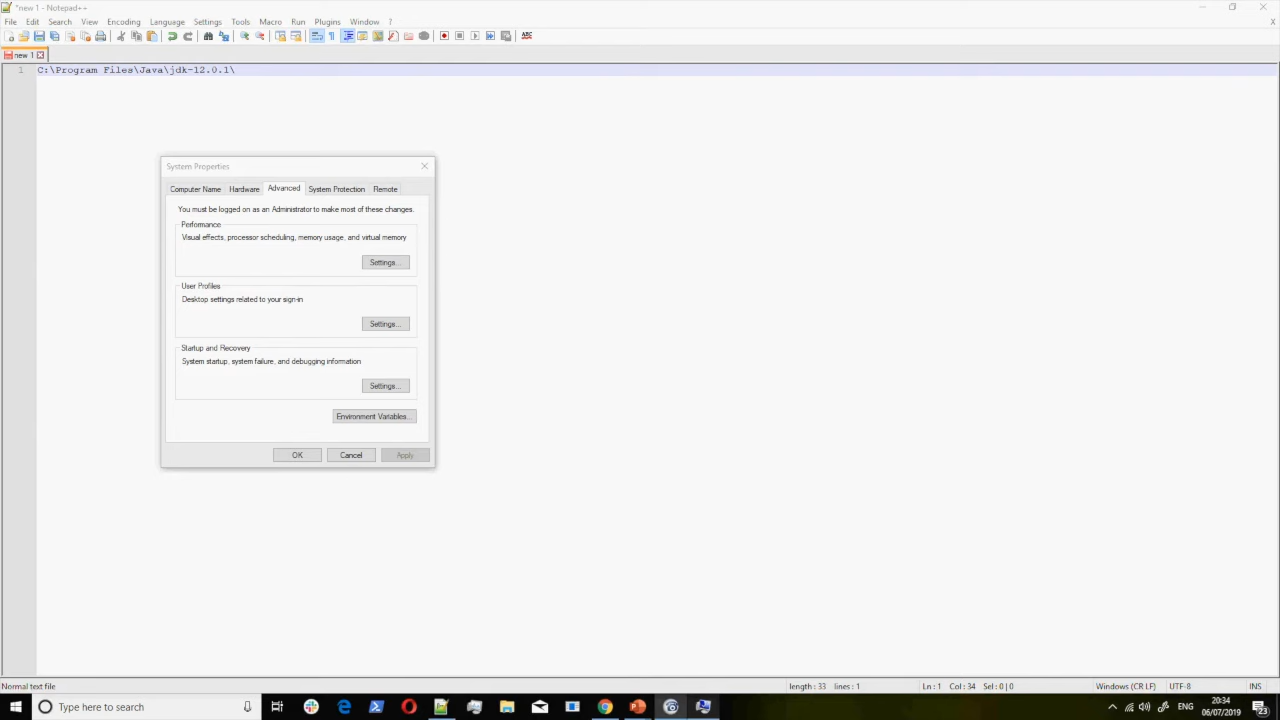 *new 1 - Notepad++
File Edit Search View Encoding Language Settings Tools Macro Run Plugins Window ?
X
ABC
new 1
1 C:\Program Files\Java\jdk-12.0.1\
System Properties
Computer Name Hardware Advanced System Protection Remote
You must be logged on as an Administrator to make most of these changes.
Performance
Visual effects, processor scheduling, memory usage, and virtual memory
Settings...
User Profiles
Desktop settings related to your sign-in
Settings...
Startup and Recovery
System startup, system failure, and debugging information
Settings...
Environment Variables...
OK Cancel Apply
Normal text file length : 33 lines : 1 Ln : 1 Col : 34 Sel : 0 | 0 Windows (CR LF) UTF-8 INS
Type here to search
ENG
20:34
06/07/2019
23